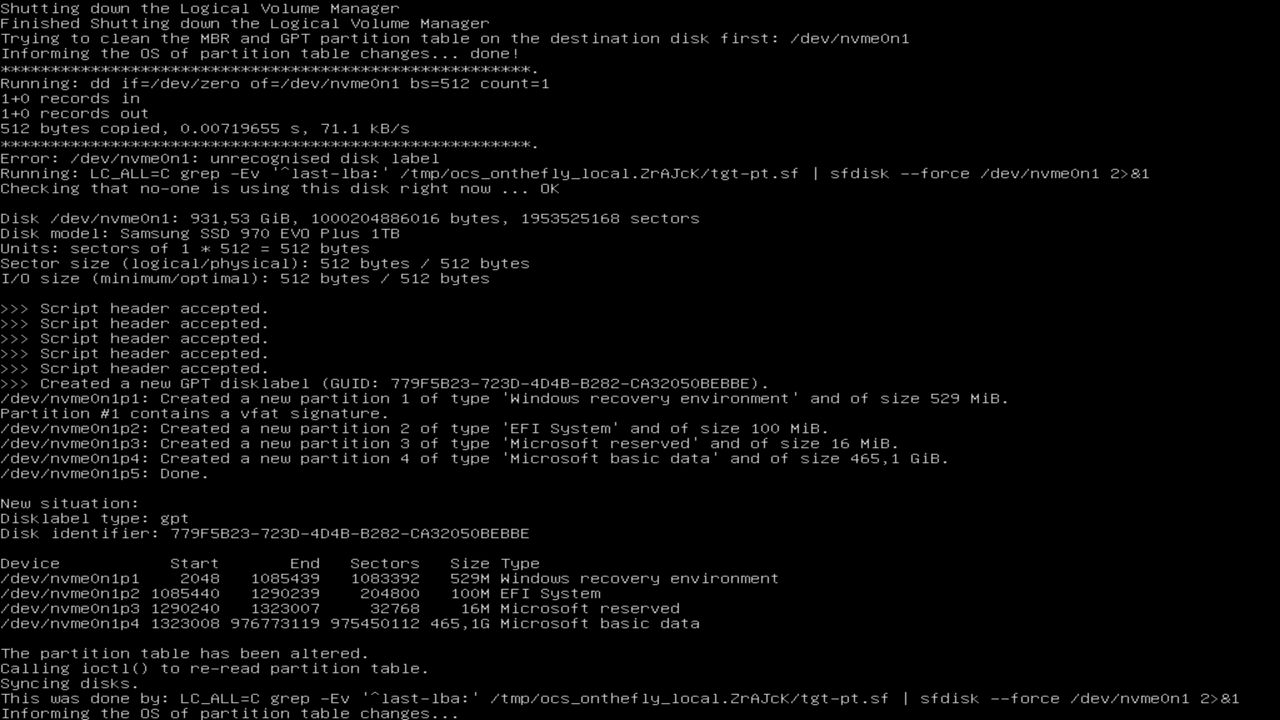 Shutting down the Logical Volume Manager
Finished Shutting down the Logical Volume Manager
Trying to clean the MBR and GPT partition table on the destination disk first: /dev/nvme0n1
Informing the OS of partition table changes... done!
*****************************************************.
Running: dd if=/dev/zero of=/dev/nvme0n1 bs=512 count=1
1+0 records in
1+0 records out
512 bytes copied, 0.00719655 s, 71.1 kB/s
*****************************************************.
Error: /dev/nvme0n1: unrecognised disk label
Running: LC_ALL=C grep -Ev '^last-lba:' /tmp/ocs_onthefly_local.ZrAJcK/tgt-pt.sf | sfdisk --force /dev/nvme0n1 2>&1
Checking that no-one is using this disk right now ... OK
Disk /dev/nvme0n1: 931,53 GiB, 1000204886016 bytes, 1953525168 sectors
Disk model: Samsung SSD 970 EVO Plus 1TB
Units: sectors of 1 * 512 = 512 bytes
Sector size (logical/physical): 512 bytes / 512 bytes
I/O size (minimum/optimal): 512 bytes / 512 bytes
>>> Script header accepted.
>>> Script header accepted.
>>> Script header accepted.
>>> Script header accepted.
>>> Script header accepted.
>>> Created a new GPT disklabel (GUID: 779F5B23-723D-4D4B-B282-CA32050BEBBE).
/dev/nvme0n1p1: Created a new partition 1 of type 'Windows recovery environment' and of size 529 MiB.
Partition #1 contains a vfat signature.
/dev/nvme0n1p2: Created a new partition 2 of type 'EFI System' and of size 100 MiB.
/dev/nvme0n1p3: Created a new partition 3 of type 'Microsoft reserved' and of size 16 MiB.
/dev/nvme0n1p4: Created a new partition 4 of type 'Microsoft basic data' and of size 465,1 GiB.
/dev/nvme0n1p5: Done.
New situation:
Disklabel type: gpt
Disk identifier: 779F5B23-723D-4D4B-B282-CA32050BEBBE
Device Start End Sectors Size Type
/dev/nvme0n1p1 2048 1085439 1083392 529M Windows recovery environment
/dev/nvme0n1p2 1085440 1290239 204800 100M EFI System
/dev/nvme0n1p3 1290240 1323007 32768 16M Microsoft reserved
/dev/nvme0n1p4 1323008 976773119 975450112 465,1G Microsoft basic data
The partition table has been altered.
Calling ioctl() to re-read partition table.
Syncing disks.
This was done by: LC_ALL=C grep -Ev '^last-lba:' /tmp/ocs_onthefly_local.ZrAJcK/tgt-pt.sf | sfdisk --force /dev/nvme0n1 2>&1
Informing the OS of partition table changes...